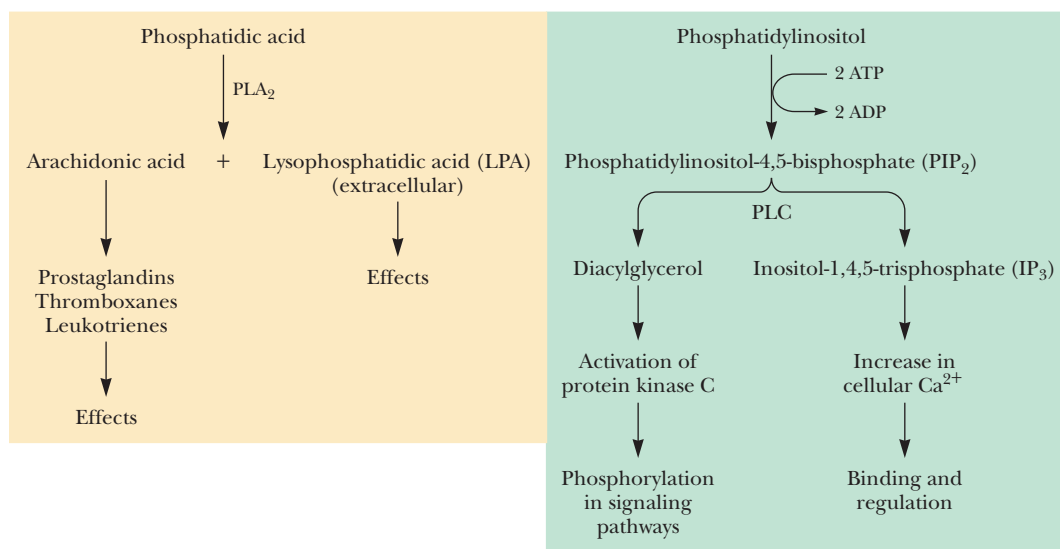 Phosphatidic acid
PLA₂
Arachidonic acid + Lysophosphatidic acid (LPA)
(extracellular)
Prostaglandins
Thromboxanes
Leukotrienes
Effects
Effects
Phosphatidylinositol
2 ATP
2 ADP
Phosphatidylinositol-4,5-bisphosphate (PIP₂)
PLC
Diacylglycerol
Inositol-1,4,5-trisphosphate (IP₃)
Activation of
protein kinase C
Increase in
cellular Ca²⁺
Phosphorylation
in signaling
pathways
Binding and
regulation